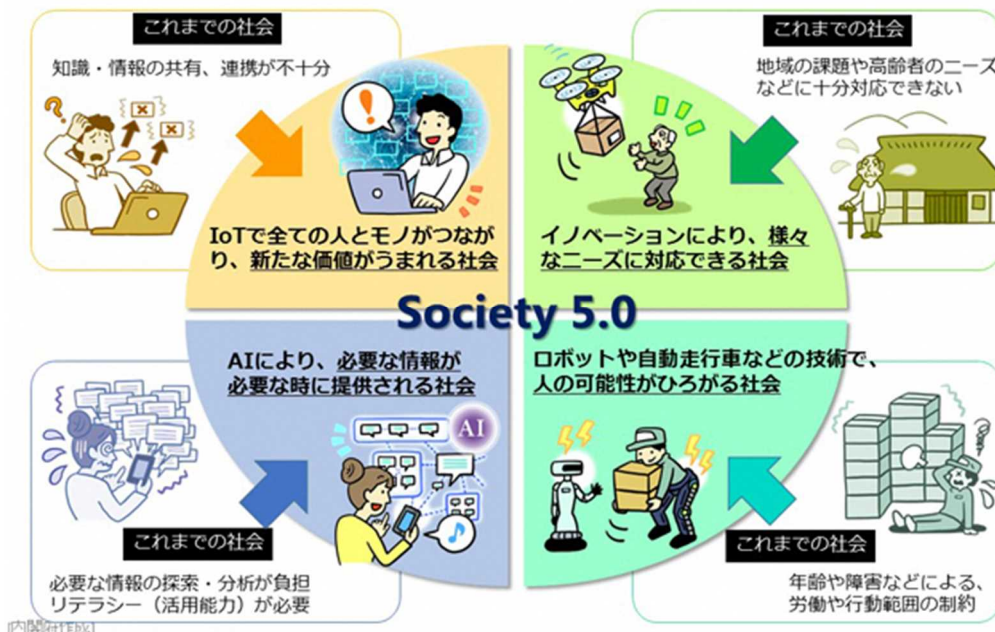 これまでの社会
知識・情報の共有、連携が不十分
IoTで全ての人とモノがつなが
り、新たな価値がうまれる社会
これまでの社会
地域の課題や高齢者のニーズ
などに十分対応できない
イノベーションにより、様々
なニーズに対応できる社会
Society 5.0
AIにより、必要な情報が
必要な時に提供される社会
AI
これまでの社会
必要な情報の探索・分析が負担
リテラシー（活用能力）が必要
ロボットや自動走行車などの技術で、
人の可能性がひろがる社会
これまでの社会
年齢や障害などによる、
労働や行動範囲の制約